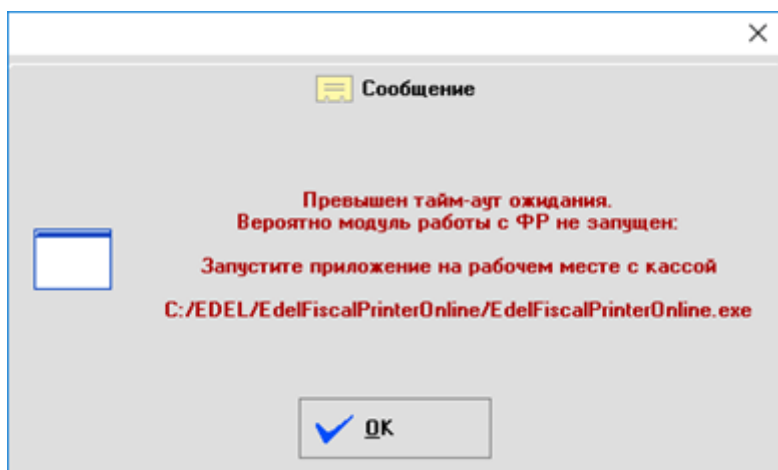 Сообщение
Превышен тайм-аут ожидания.
Вероятно модуль работы с ФР не запущен:
Запустите приложение на рабочем месте с кассой
C:/EDEL/EdelFiscalPrinterOnline/EdelFiscalPrinterOnline.exe
OK